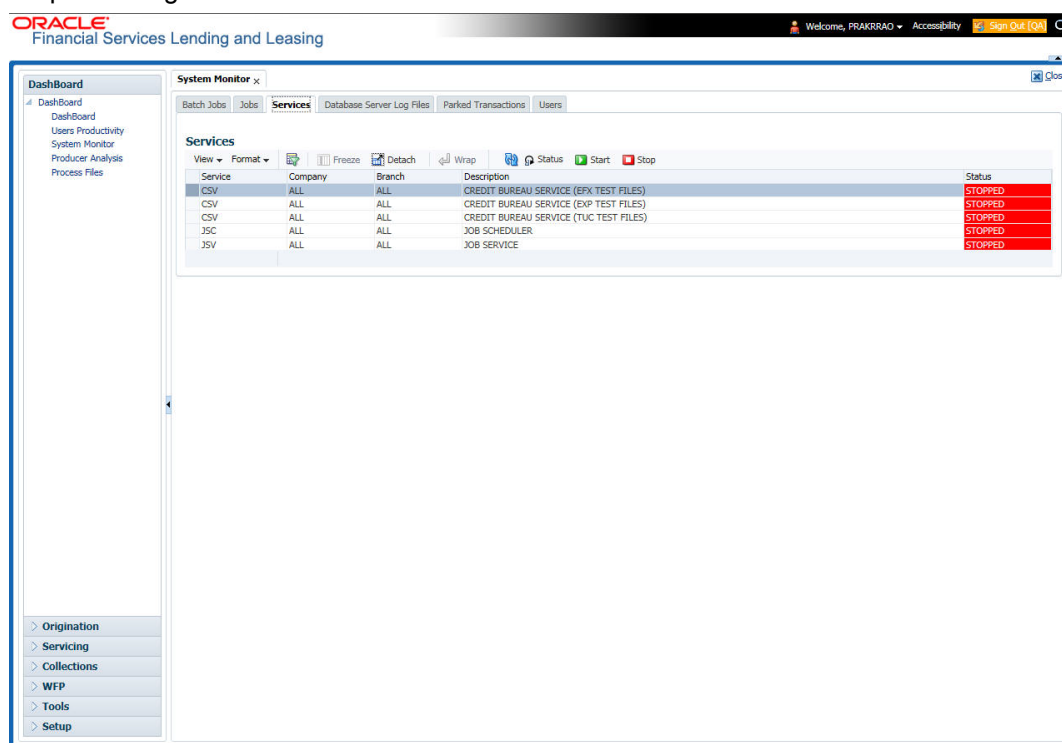 ORACLE
Financial Services Lending and Leasing
Welcome, PRAKRRAO Accessibility Sign Out [QA]
DashBoard
DashBoard
DashBoard
Users Productivity
System Monitor
Producer Analysis
Process Files
System Monitor x
Clos
Batch Jobs Jobs Services Database Server Log Files Parked Transactions Users
Services
View Format Freeze Detach Wrap Status Start Stop
Service Company Branch Description Status
CSV ALL ALL CREDIT BUREAU SERVICE (EFX TEST FILES) STOPPED
CSV ALL ALL CREDIT BUREAU SERVICE (EXP TEST FILES) STOPPED
CSV ALL ALL CREDIT BUREAU SERVICE (TUC TEST FILES) STOPPED
JSC ALL ALL JOB SCHEDULER STOPPED
JSV ALL ALL JOB SERVICE STOPPED
Origination
Servicing
Collections
WFP
Tools
Setup